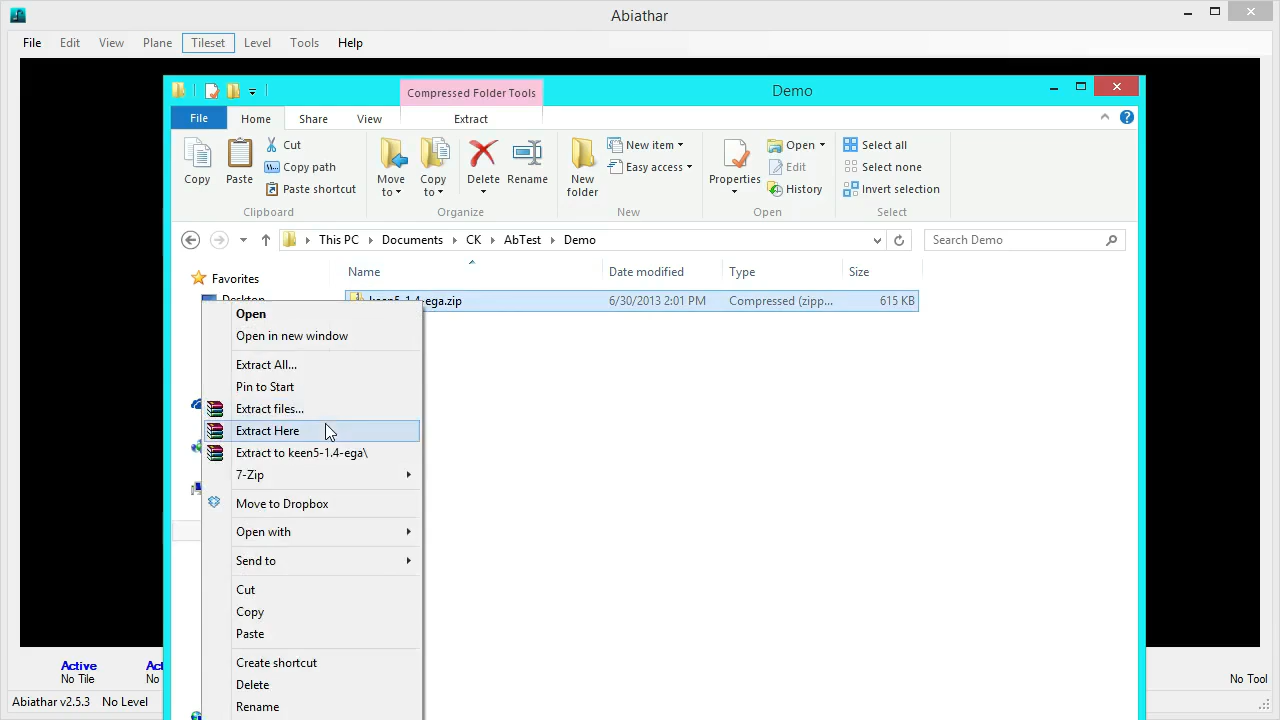 Abiathar
File Edit View Plane Tileset Level Tools Help
Compressed Folder Tools
Demo
File Home Share View Extract
Copy
Paste
Cut
Copy path
Paste shortcut
Clipboard
Move to
Copy to
Delete
Rename
Organize
New folder
New item
Easy access
New
Properties
Open
Edit
History
Open
Select all
Select none
Invert selection
Select
This PC Documents CK AbTest Demo
Search Demo
Name Date modified Type Size
Favorites
Desktop
keen5-1.4-ega.zip 6/30/2013 2:01 PM Compressed (zipp... 615 KB
Open
Open in new window
Extract All...
Pin to Start
Extract files...
Extract Here
Extract to keen5-1.4-ega\
7-Zip
Move to Dropbox
Open with
Send to
Cut
Copy
Paste
Create shortcut
Delete
Rename
Active
No Tile
No
No Tool
Abiathar v2.5.3 No Level